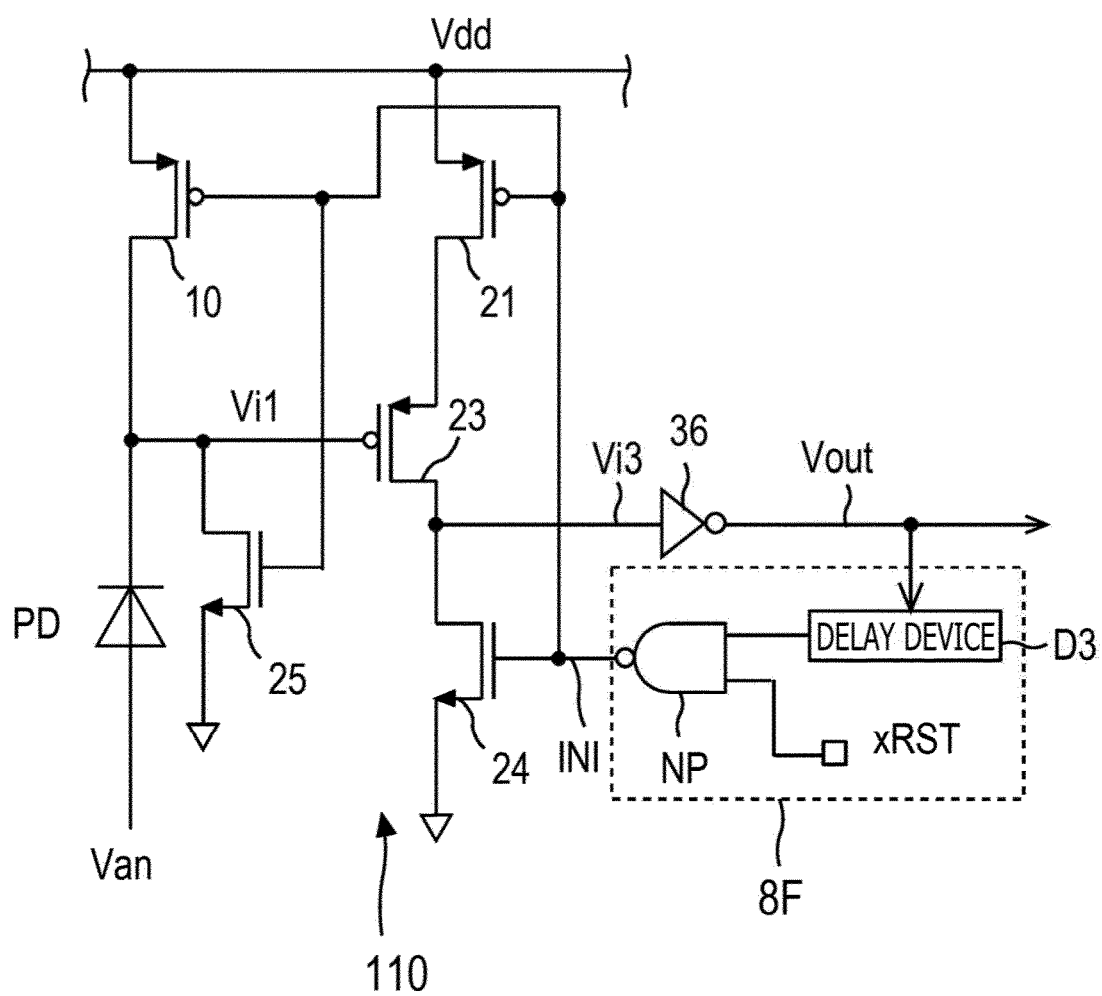 Vdd
10
21
Vi1
23
36
Vi3
Vout
PD
25
24
INI
NP
DELAY DEVICE
D3
xRST
Van
8F
110